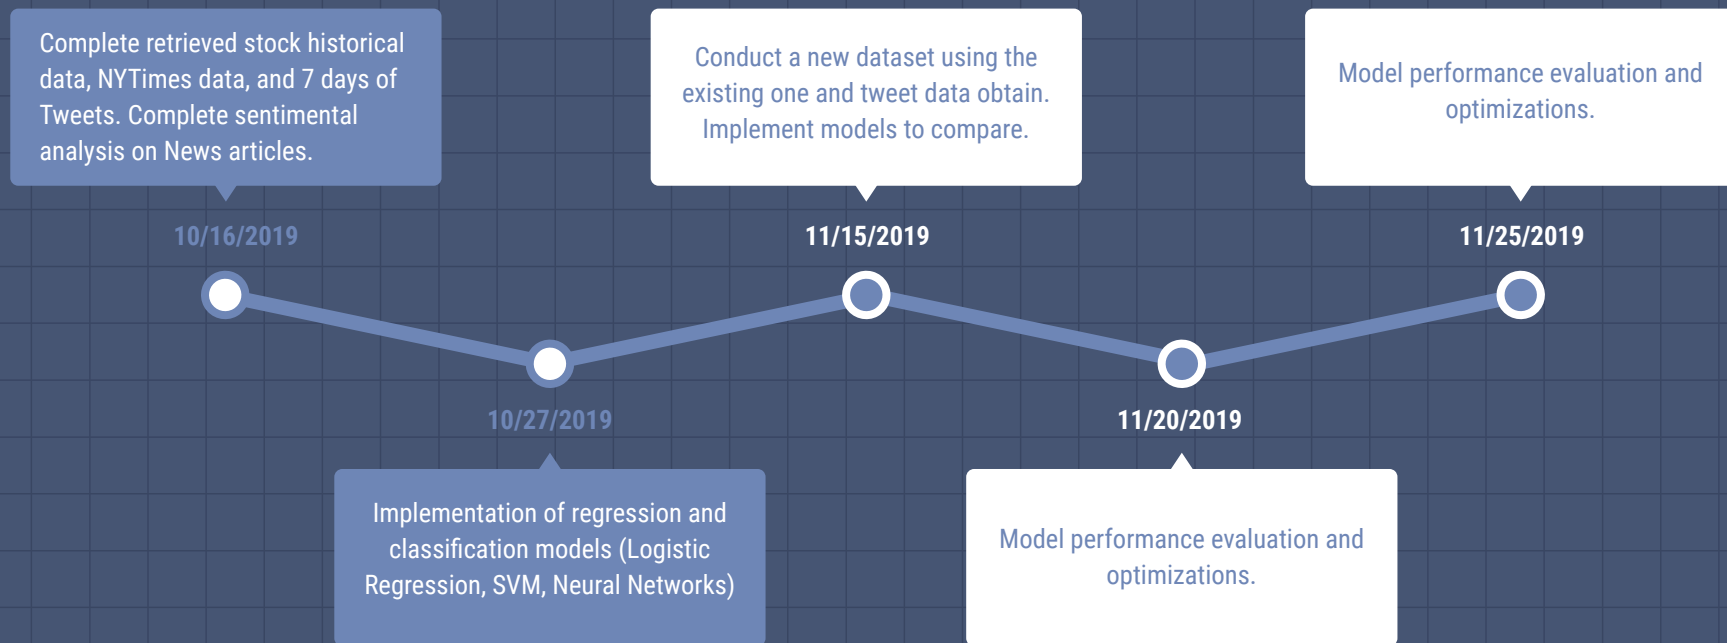 Complete retrieved stock historical
data, NYTimes data, and 7 days of
Tweets. Complete sentimental
analysis on News articles.
10/16/2019
10/27/2019
Implementation of regression and
classification models (Logistic
Regression, SVM, Neural Networks)
Conduct a new dataset using the
existing one and tweet data obtain.
Implement models to compare.
11/15/2019
11/20/2019
Model performance evaluation and
optimizations.
Model performance evaluation and
optimizations.
11/25/2019